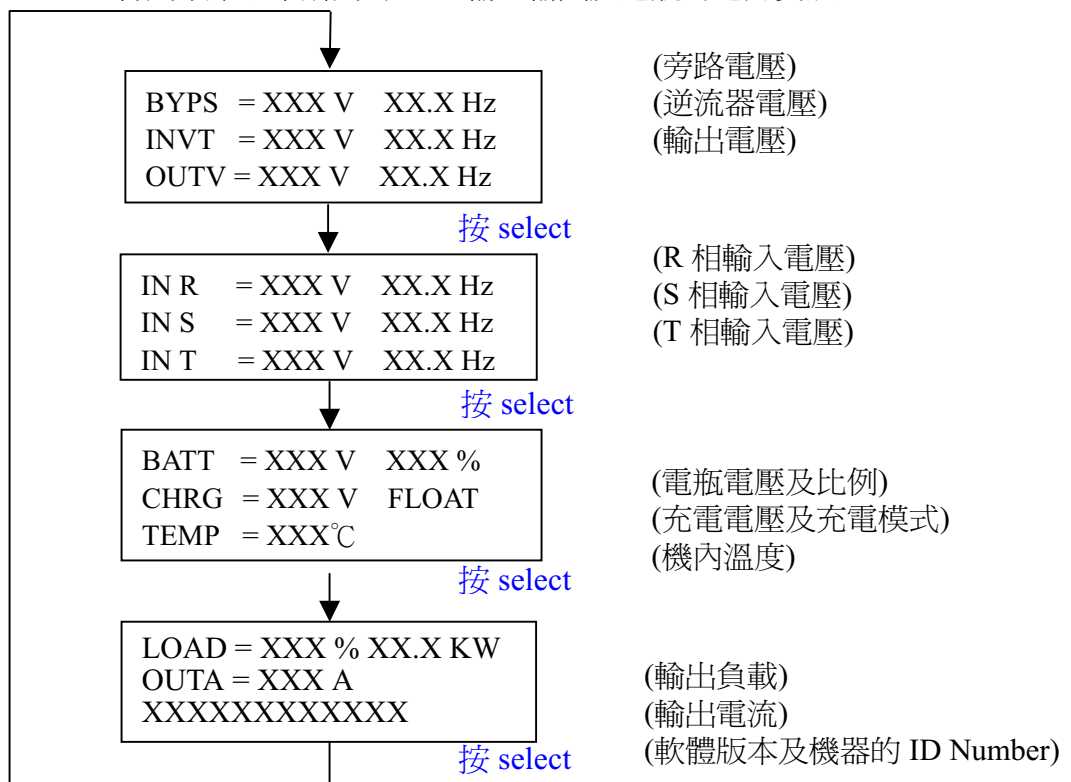 BYPS = XXX V XX.X Hz
INVT = XXX V XX.X Hz
OUTV = XXX V XX.X Hz
(旁路電壓)
(逆流器電壓)
(輸出電壓)
按 select
IN R = XXX V XX.X Hz
IN S = XXX V XX.X Hz
IN T = XXX V XX.X Hz
(R 相輸入電壓)
(S 相輸入電壓)
(T 相輸入電壓)
按 select
BATT = XXX V XXX %
CHRG = XXX V FLOAT
TEMP = XXX℃
(電瓶電壓及比例)
(充電電壓及充電模式)
(機內溫度)
按 select
LOAD = XXX % XX.X KW
OUTA = XXX A
XXXXXXXXXXXX
(輸出負載)
(輸出電流)
(軟體版本及機器的 ID Number)
按 select